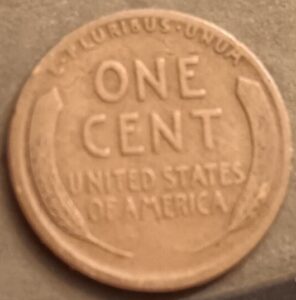 E·PLURIBUS·UNUM
ONE
CENT
UNITED STATES
OF AMERICA